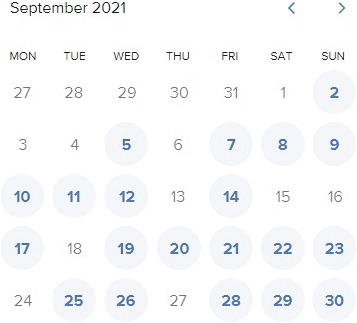 September 2021
MON TUE WED THU FRI SAT SUN
27 28 29 30 31 1 2
3 4 5 6 7 8 9
10 11 12 13 14 15 16
17 18 19 20 21 22 23
24 25 26 27 28 29 30